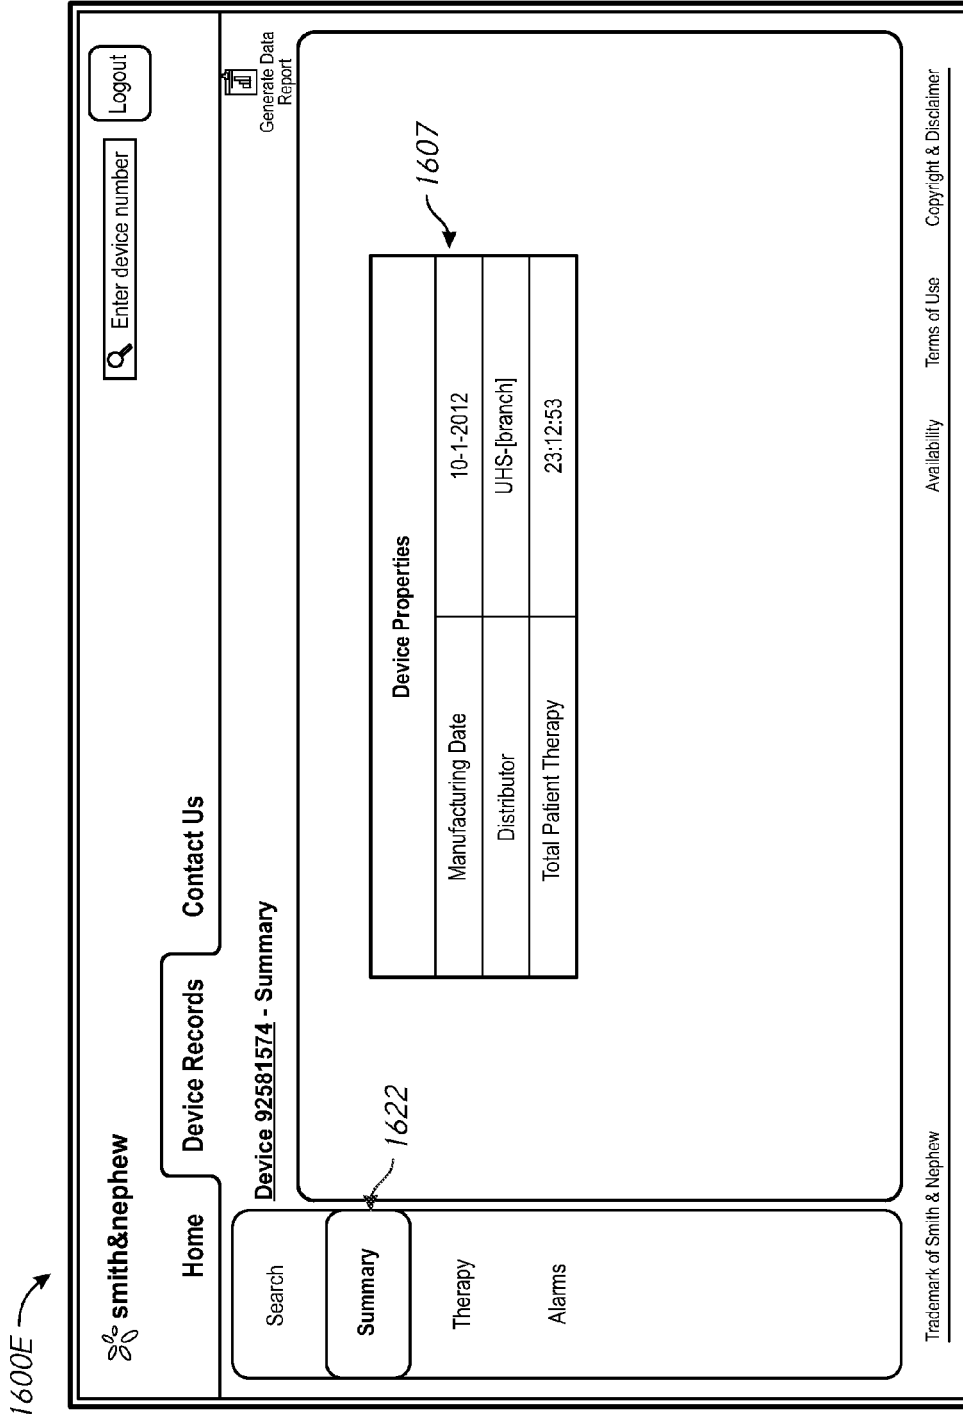 1600E
smith&nephew
Enter device number
Logout
Home
Device Records
Contact Us
Device 92581574 - Summary
Generate Data
Report
Search
Summary
Therapy
Alarms
1622
1607
Device Properties
Manufacturing Date 10-1-2012
Distributor UHS-[branch]
Total Patient Therapy 23:12:53
Trademark of Smith & Nephew
Availability
Terms of Use
Copyright & Disclaimer